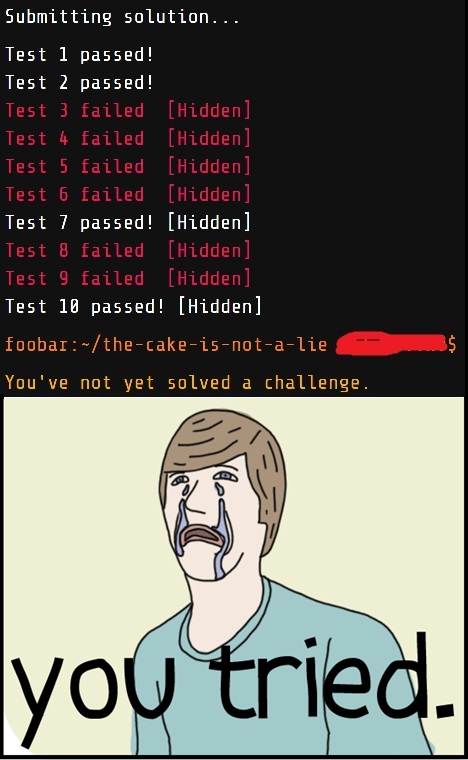 Submitting solution...
Test 1 passed!
Test 2 passed!
Test 3 failed [Hidden]
Test 4 failed [Hidden]
Test 5 failed [Hidden]
Test 6 failed [Hidden]
Test 7 passed! [Hidden]
Test 8 failed [Hidden]
Test 9 failed [Hidden]
Test 10 passed! [Hidden]
foobar:~/the-cake-is-not-a-lie $
You've not yet solved a challenge.
you tried.